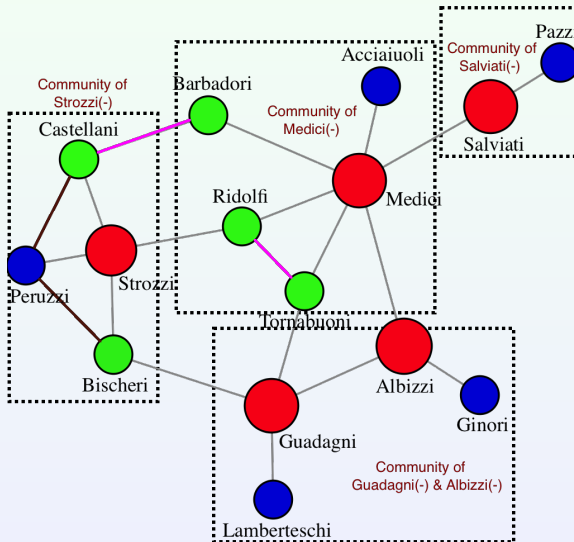 Pazzi
Community of
Salviati(-)
Acciaiuoli
Barbadori
Community of
Strozzi(-)
Community of
Medici(-)
Castellani
Salviati
Ridolfi
Medici
Strozzi
Peruzzi
Tornabuoni
Bischeri
Albizzi
Ginori
Guadagni
Community of
Guadagni(-) & Albizzi(-)
Lamberteschi